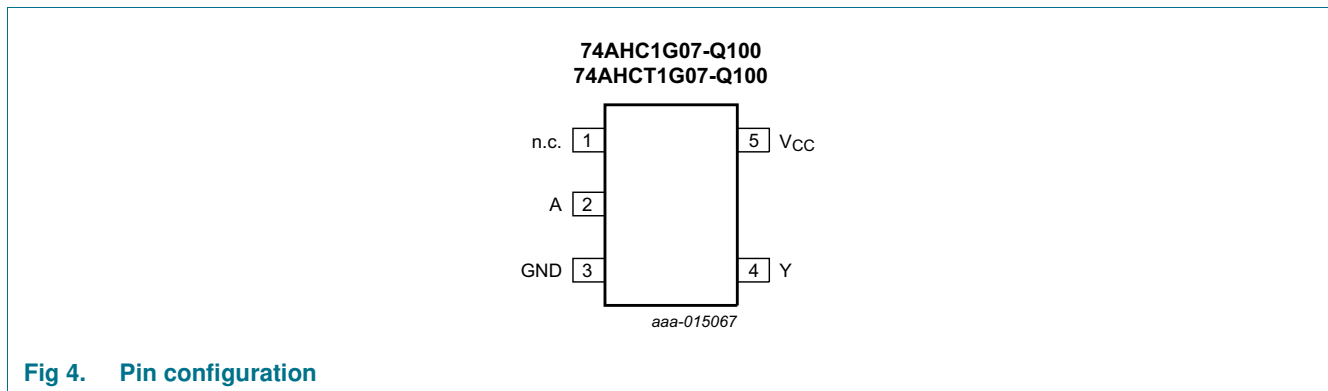 74AHC1G07-Q100
74AHCT1G07-Q100
n.c. 1
5 VCC
A 2
GND 3
4 Y
aaa-015067
Fig 4. Pin configuration